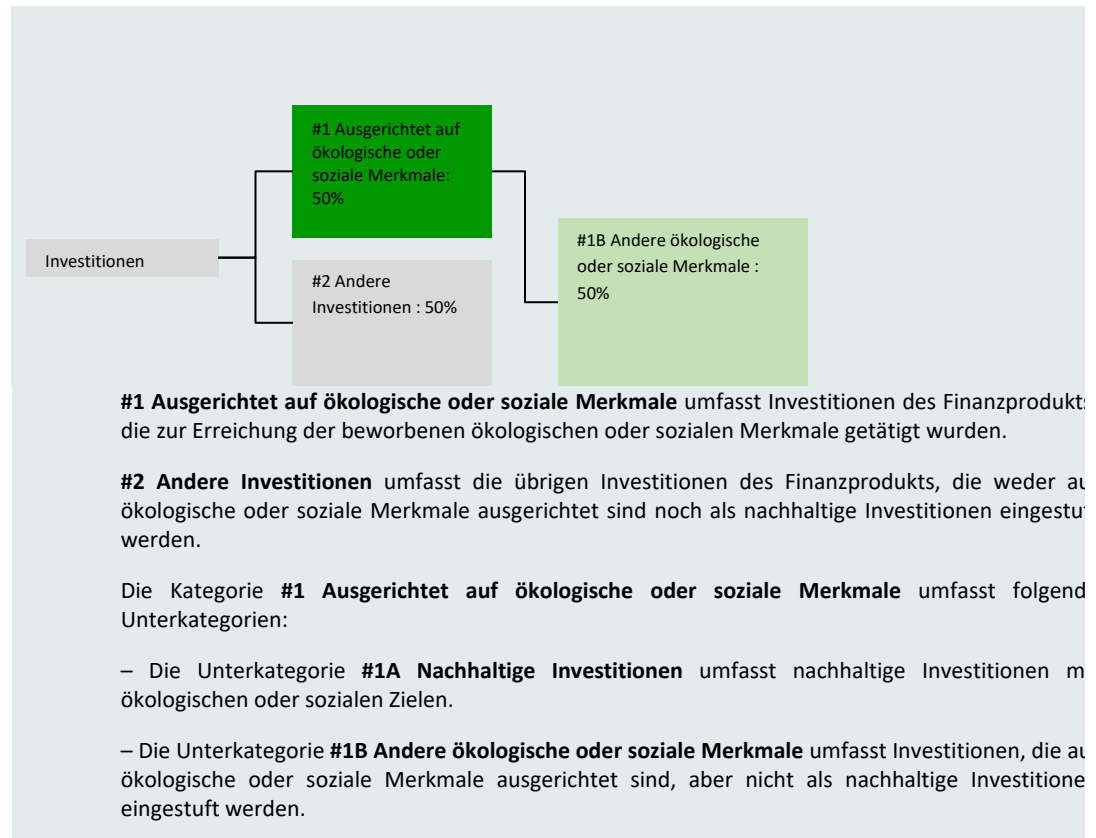 #1 Ausgerichtet auf
ökologische oder
soziale Merkmale:
50%
Investitionen
#2 Andere
Investitionen : 50%
#1B Andere ökologische
oder soziale Merkmale :
50%
#1 Ausgerichtet auf ökologische oder soziale Merkmale umfasst Investitionen des
die zur Erreichung der beworbenen ökologischen oder sozialen Merkmale getätigt wurden.
#2 Andere Investitionen umfasst die übrigen Investitionen des Finanzprodukts, die weder
ökologische oder soziale Merkmale ausgerichtet sind noch als nachhaltige Investitionen
werden.
Die Kategorie #1 Ausgerichtet auf ökologische oder soziale Merkmale umfasst folgend
Unterkategorien:
– Die Unterkategorie #1A Nachhaltige Investitionen umfasst nachhaltige Investitionen m
ökologischen oder sozialen Zielen.
– Die Unterkategorie #1B Andere ökologische oder soziale Merkmale umfasst Investitionen, die
ökologische oder soziale Merkmale ausgerichtet sind, aber nicht als nachhaltige Investitione
eingestuft werden.